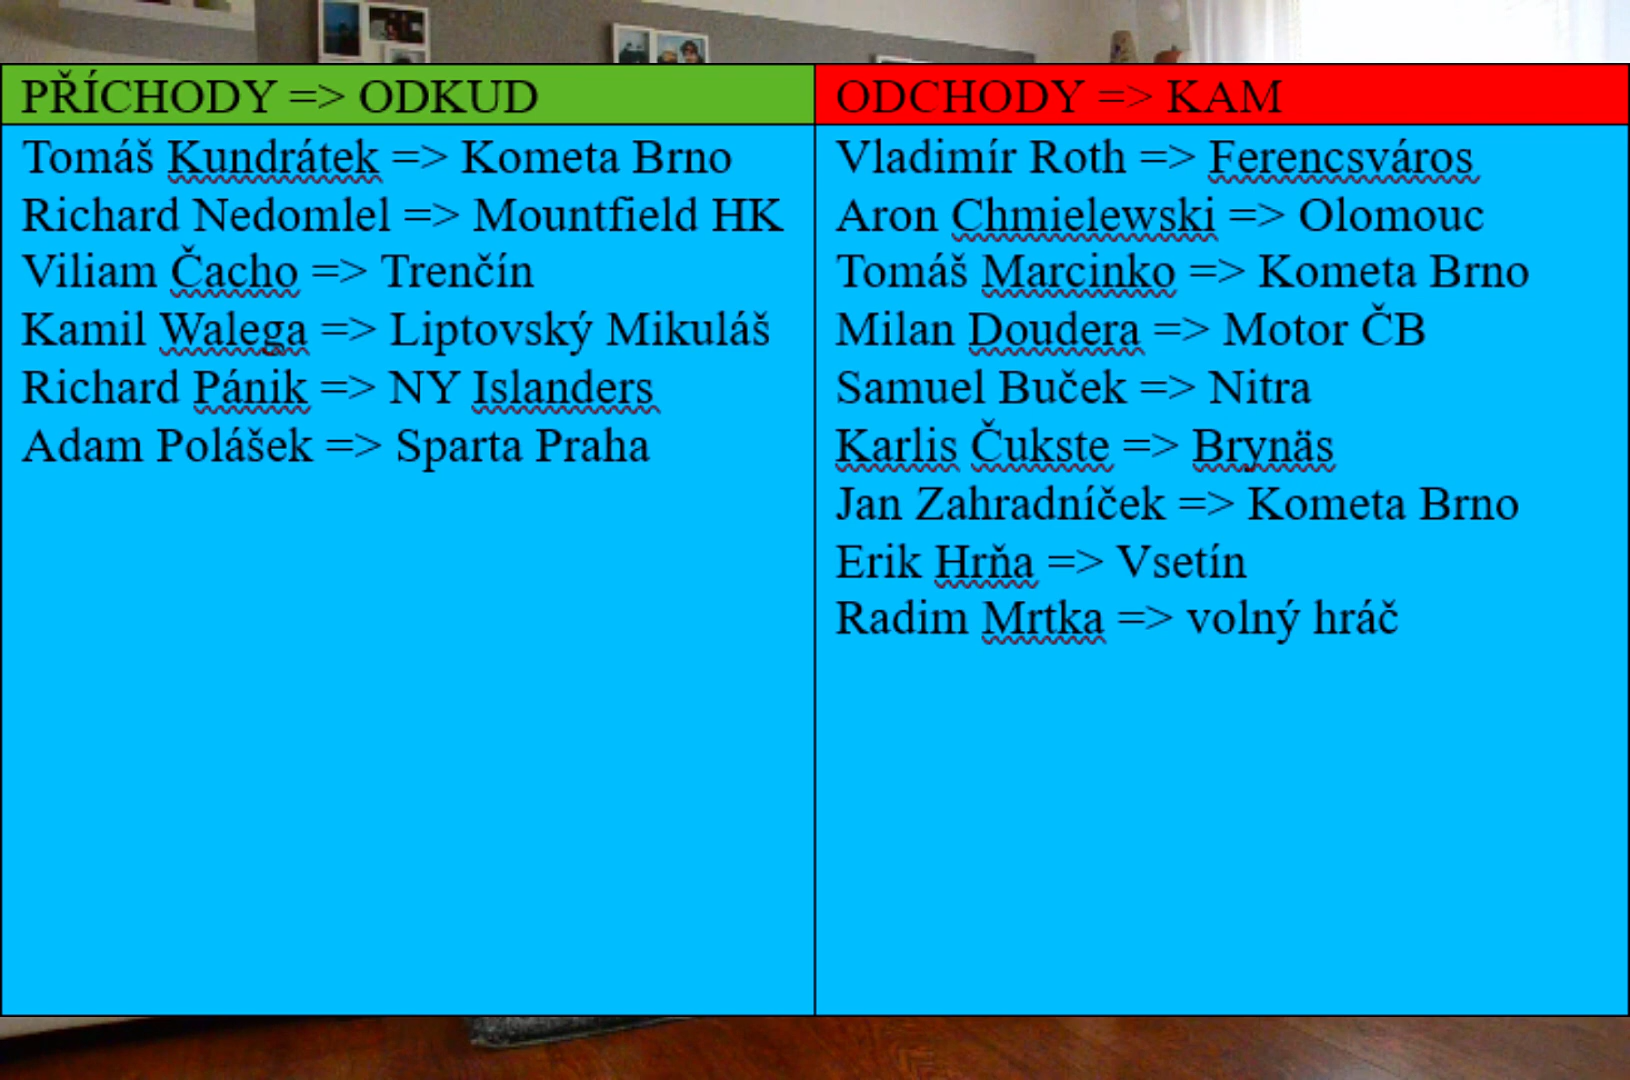 PŘÍCHODY => ODKUD
Tomáš Kundrátek => Kometa Brno
Richard Nedomlel => Mountfield HK
Viliam Čacho => Trenčín
Kamil Walega => Liptovský Mikuláš
Richard Pánik => NY Islanders
Adam Polášek => Sparta Praha
ODCHODY => KAM
Vladimír Roth => Ferencsváros
Aron Chmielewski => Olomouc
Tomáš Marcinko => Kometa Brno
Milan Doudera => Motor ČB
Samuel Buček => Nitra
Karlis Čukste => Brynäs
Jan Zahradníček => Kometa Brno
Erik Hrňa => Vsetín
Radim Mrtka => volný hráč